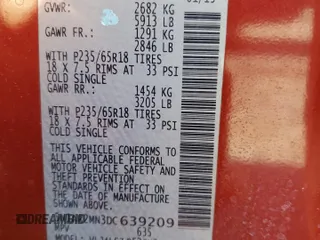 GVWR: 2682 KG
5913 LB
GAWR FR.: 1291 KG
2846 LB
WITH P235/65R18 TIRES
18 X 7.5 RIMS AT 33 PSI
COLD SINGLE
GAWR RR.: 1454 KG
3205 LB
WITH P235/65R18 TIRES
18 X 7.5 RIMS AT 33 PSI
COLD SINGLE
THIS VEHICLE CONFORMS TO
ALL APPLICABLE U.S. FEDERAL
MOTOR VEHICLE SAFETY AND
THEFT PREVENTION STANDARDS
IN EFFECT ON THE DATE OF
MANUFACTURE SHOWN ABOVE.
639209
MPV 635